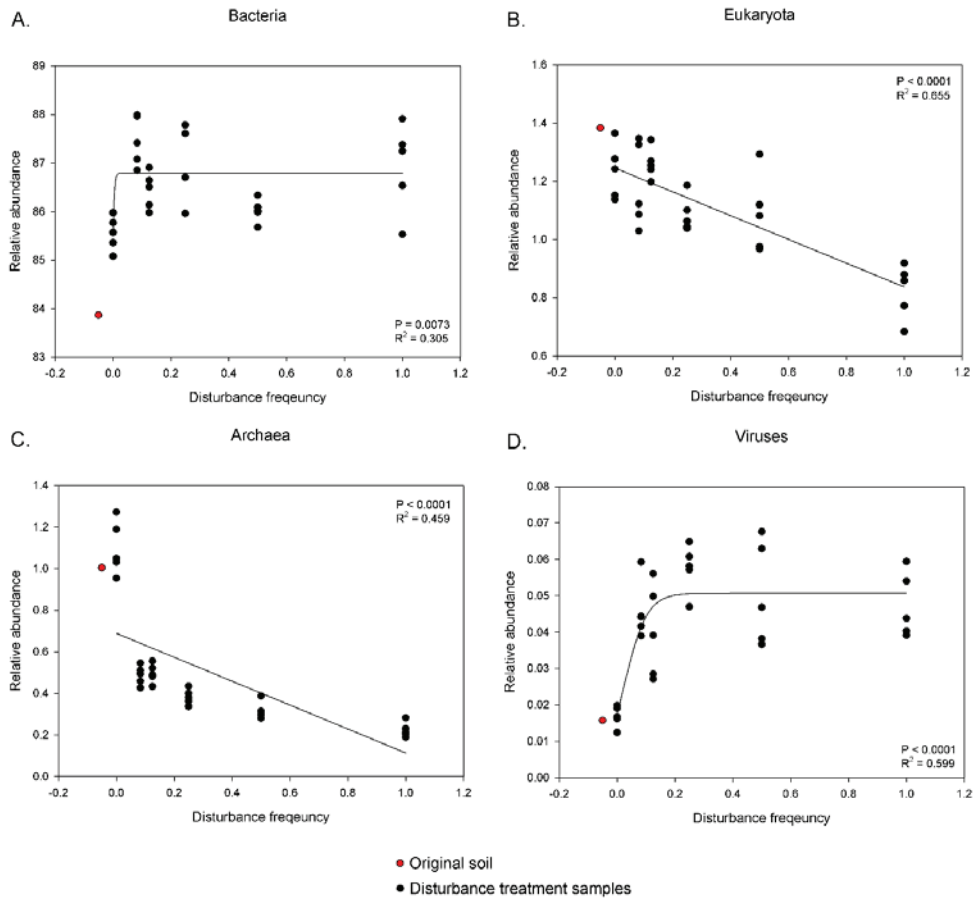 A.
Bacteria
89
88
87
86
85
84
83
Relative abundance
P = 0.0073
R² = 0.305
-0.2 0.0 0.2 0.4 0.6 0.8 1.0 1.2
Disturbance freqeuncy
B.
Eukaryota
1.6
1.4
1.2
1.0
0.8
0.6
Relative abundance
P < 0.0001
R² = 0.655
-0.2 0.0 0.2 0.4 0.6 0.8 1.0 1.2
Disturbance freqeuncy
C.
Archaea
1.4
1.2
1.0
0.8
0.6
0.4
0.2
0.0
Relative abundance
P < 0.0001
R² = 0.459
-0.2 0.0 0.2 0.4 0.6 0.8 1.0 1.2
Disturbance freqeuncy
D.
Viruses
0.08
0.07
0.06
0.05
0.04
0.03
0.02
0.01
0.00
Relative abundance
P < 0.0001
R² = 0.599
-0.2 0.0 0.2 0.4 0.6 0.8 1.0 1.2
Disturbance freqeuncy
Original soil
Disturbance treatment samples